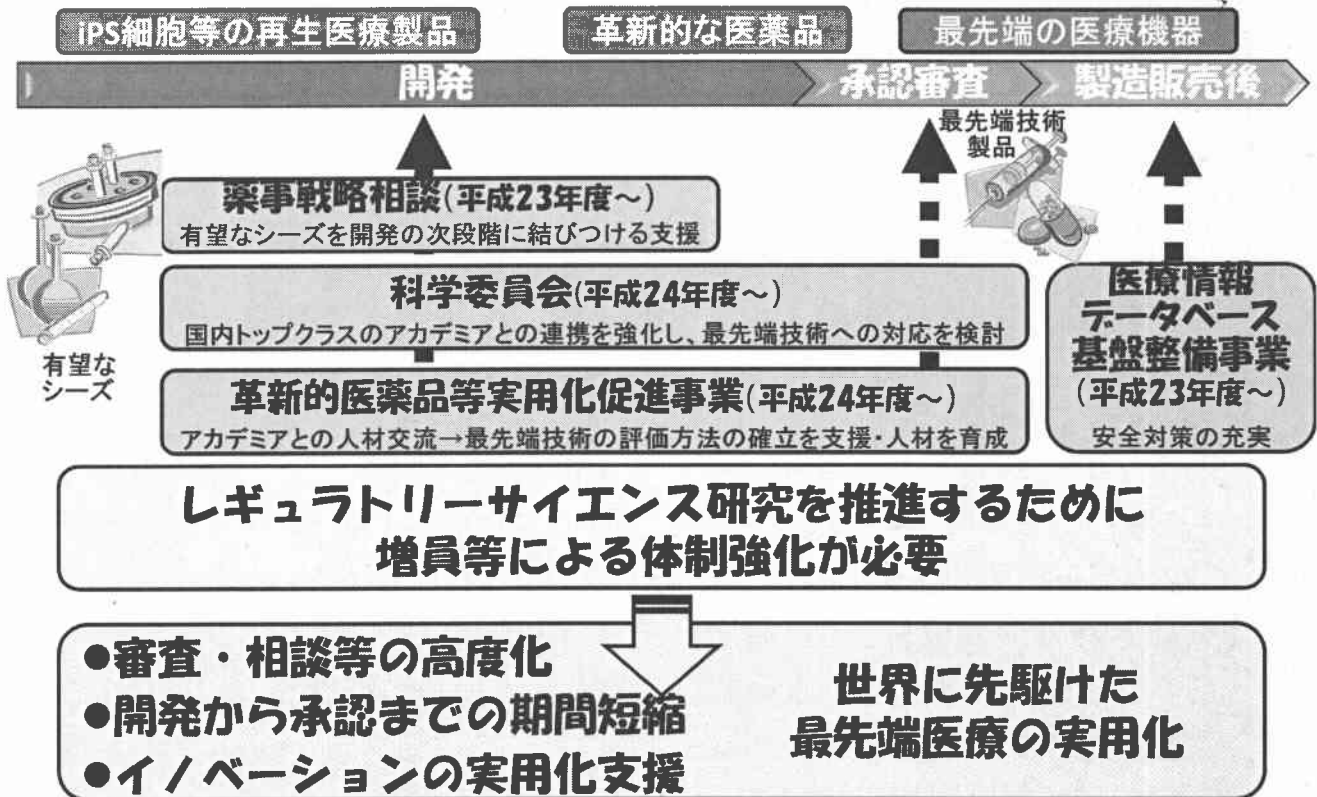 iPS細胞等の再生医療製品
革新的な医薬品
最先端の医療機器
開発
承認審査
製造販売後
最先端技術
製品
薬事戦略相談(平成23年度～)
有望なシーズを開発の次段階に結びつける支援
科学委員会(平成24年度～)
国内トップクラスのアカデミアとの連携を強化し、最先端技術への対応を検討
有望な
シーズ
革新的医薬品等実用化促進事業(平成24年度～)
アカデミアとの人材交流→最先端技術の評価方法の確立を支援・人材を育成
医療情報
データベース
基盤整備事業
(平成23年度～)
安全対策の充実
レギュラトリーサイエンス研究を推進するために
増員等による体制強化が必要
●審査・相談等の高度化
●開発から承認までの期間短縮
●イノベーションの実用化支援
世界に先駆けた
最先端医療の実用化